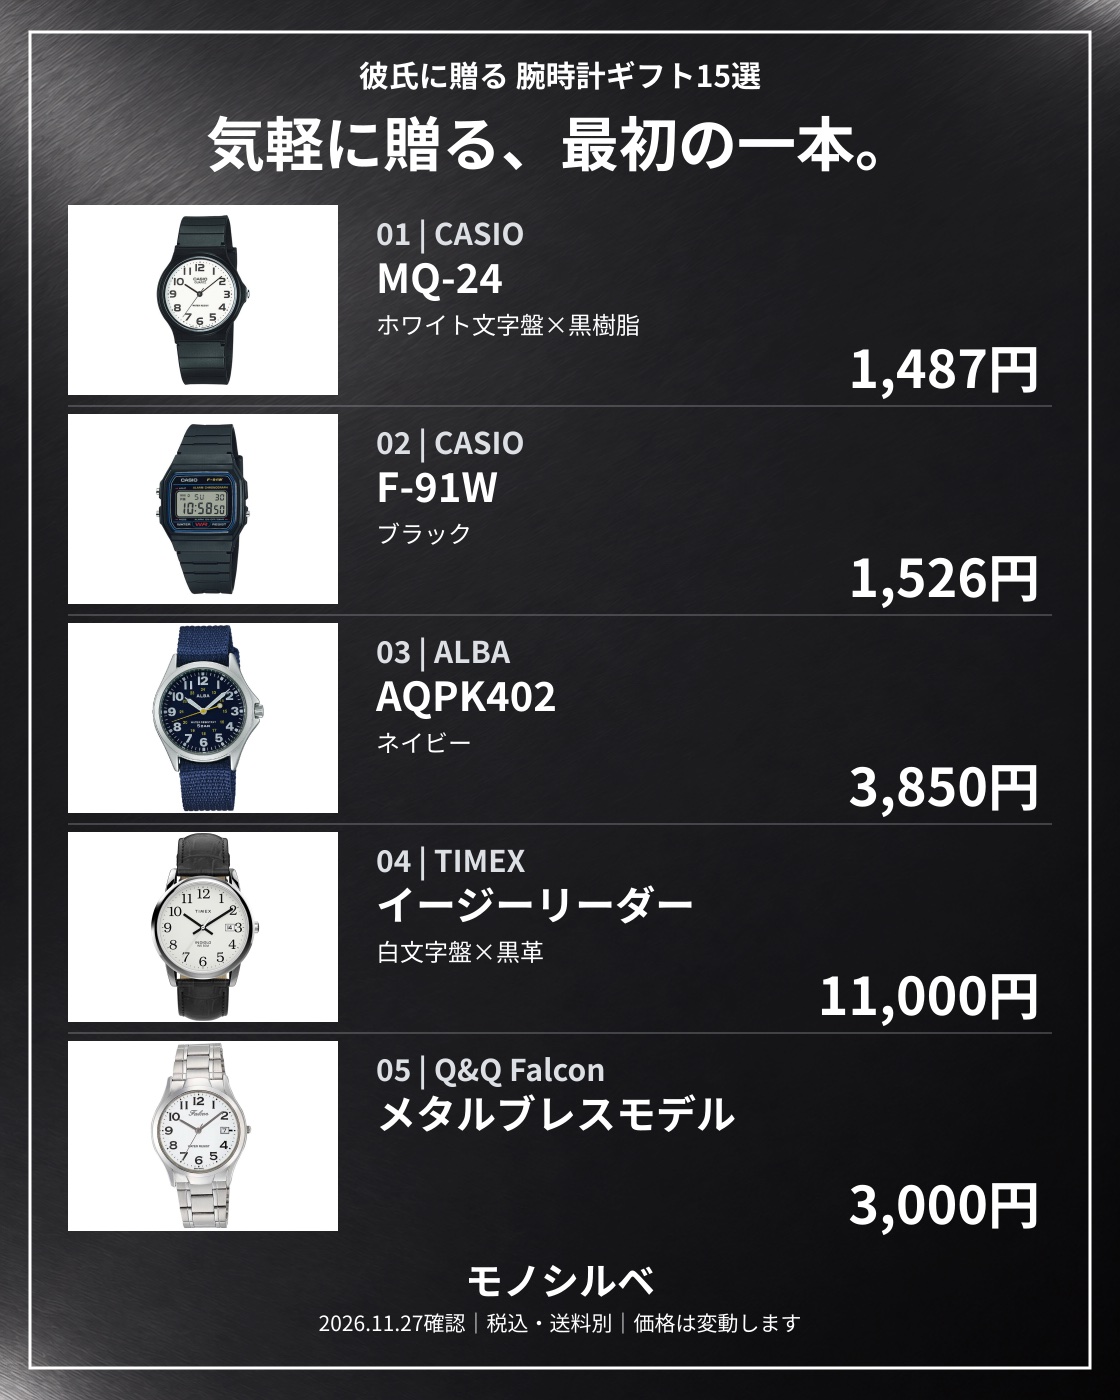 彼氏に贈る 腕時計ギフト15選
気軽に贈る、最初の一本。
01 | CASIO
MQ-24
ホワイト文字盤×黒樹脂
1,487円
02 | CASIO
F-91W
ブラック
1,526円
03 | ALBA
AQPK402
ネイビー
3,850円
04 | TIMEX
イージーリーダー
白文字盤×黒革
11,000円
05 | Q&Q Falcon
メタルブレスモデル
3,000円
モノシルベ
2026.11.27確認｜税込・送料別｜価格は変動します